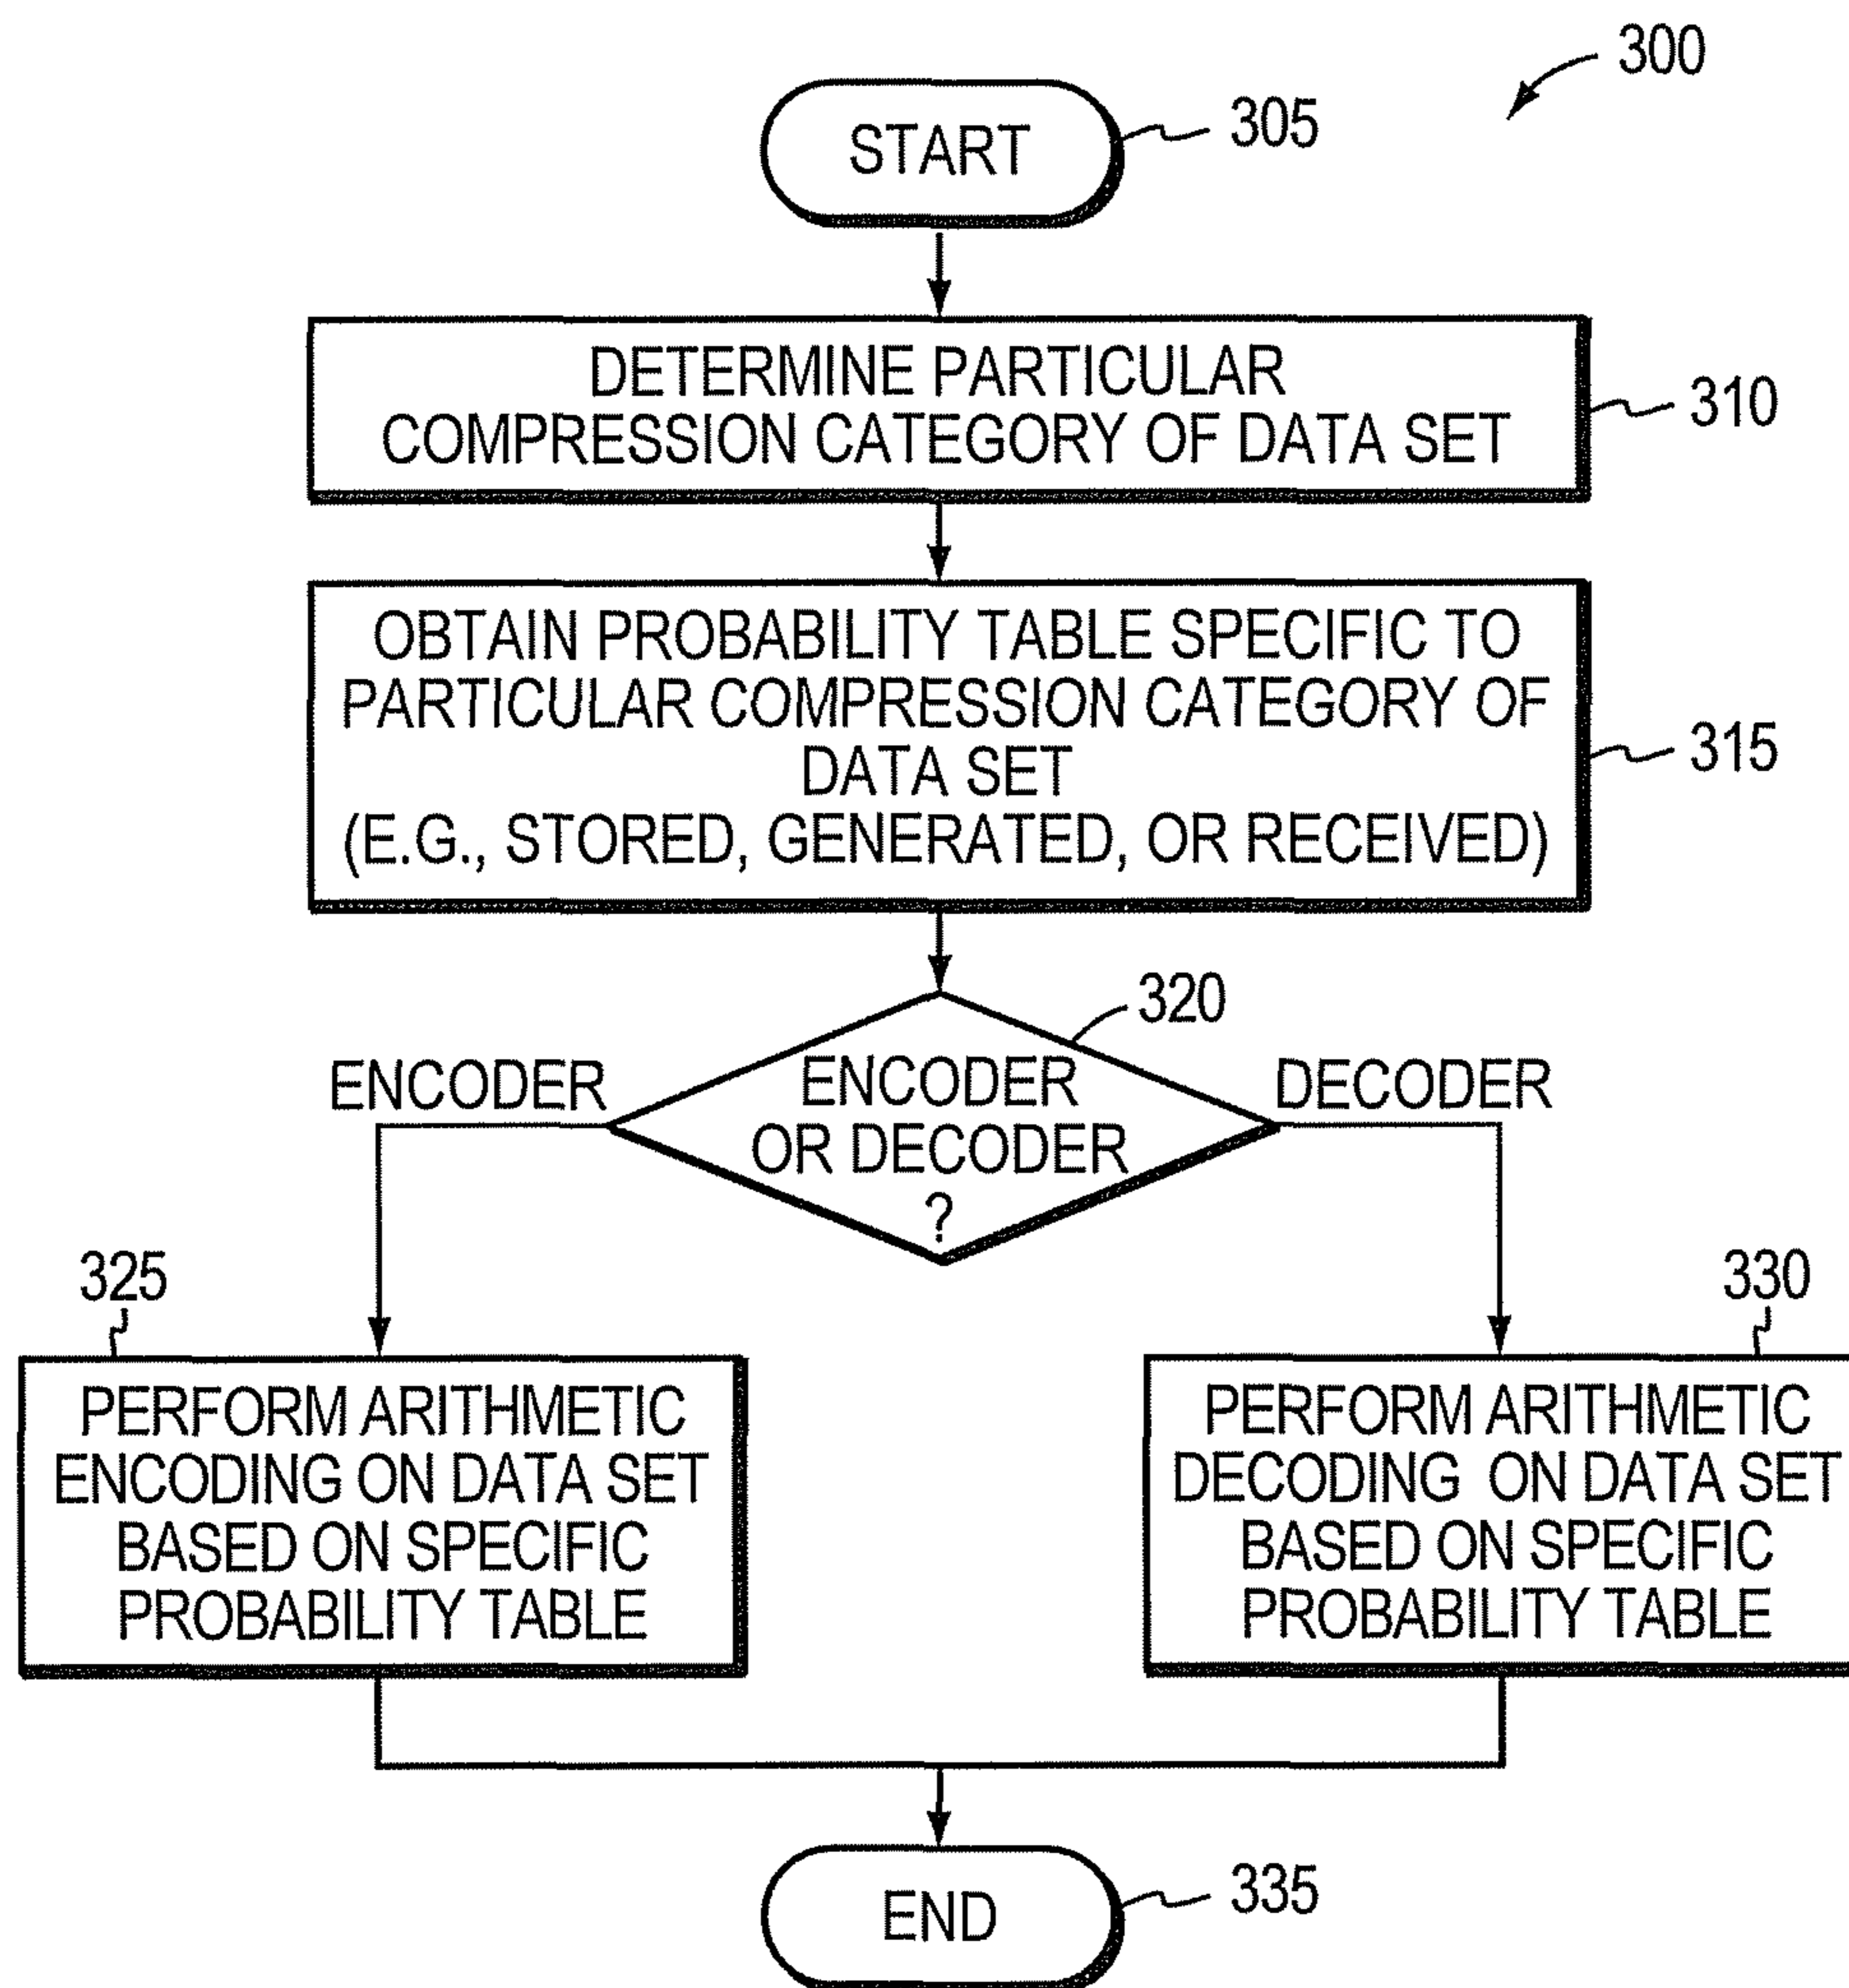 300
START
305
DETERMINE PARTICULAR
COMPRESSION CATEGORY OF DATA SET
310
OBTAIN PROBABILITY TABLE SPECIFIC TO
PARTICULAR COMPRESSION CATEGORY OF
DATA SET
(E.G., STORED, GENERATED, OR RECEIVED)
315
320
ENCODER
ENCODER
OR DECODER
?
DECODER
325
PERFORM ARITHMETIC
ENCODING ON DATA SET
BASED ON SPECIFIC
PROBABILITY TABLE
330
PERFORM ARITHMETIC
DECODING ON DATA SET
BASED ON SPECIFIC
PROBABILITY TABLE
END
335